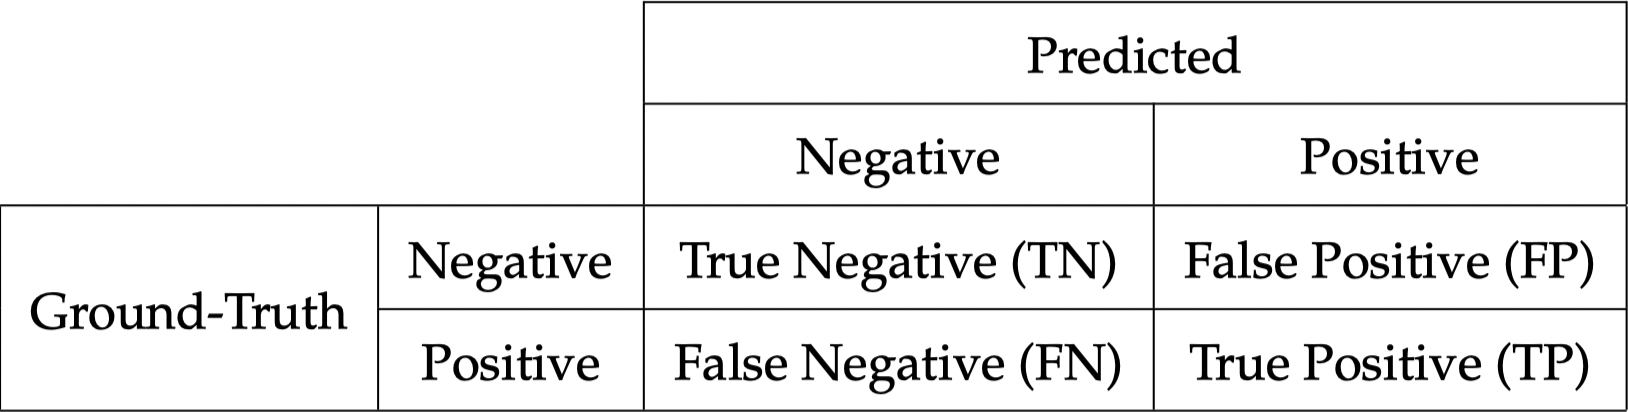 Predicted
Negative Positive
Ground-Truth
Negative True Negative (TN) False Positive (FP)
Positive False Negative (FN) True Positive (TP)